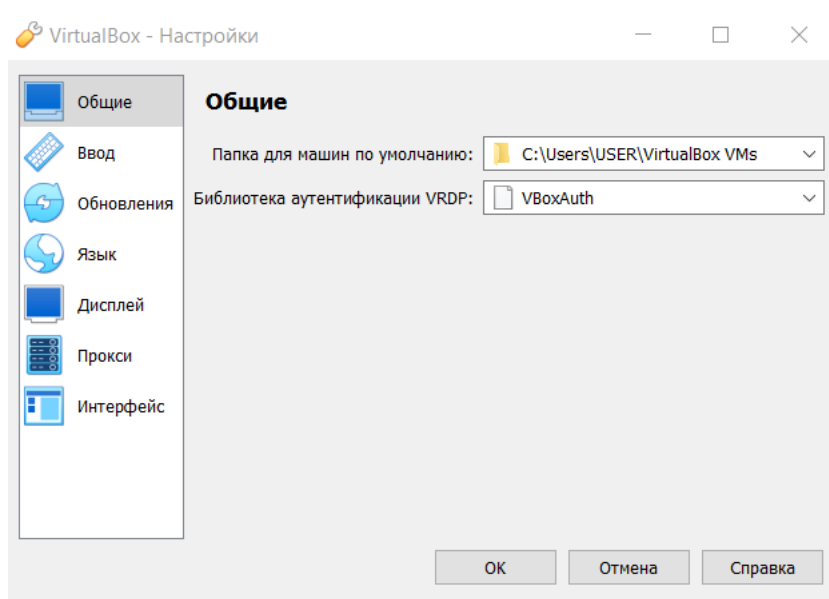 VirtualBox - Настройки
Общие
Ввод
Обновления
Язык
Дисплей
Прокси
Интерфейс
Общие
Папка для машин по умолчанию: C:\Users\USER\VirtualBox VMs
Библиотека аутентификации VRDP: VBoxAuth
OK Отмена Справка